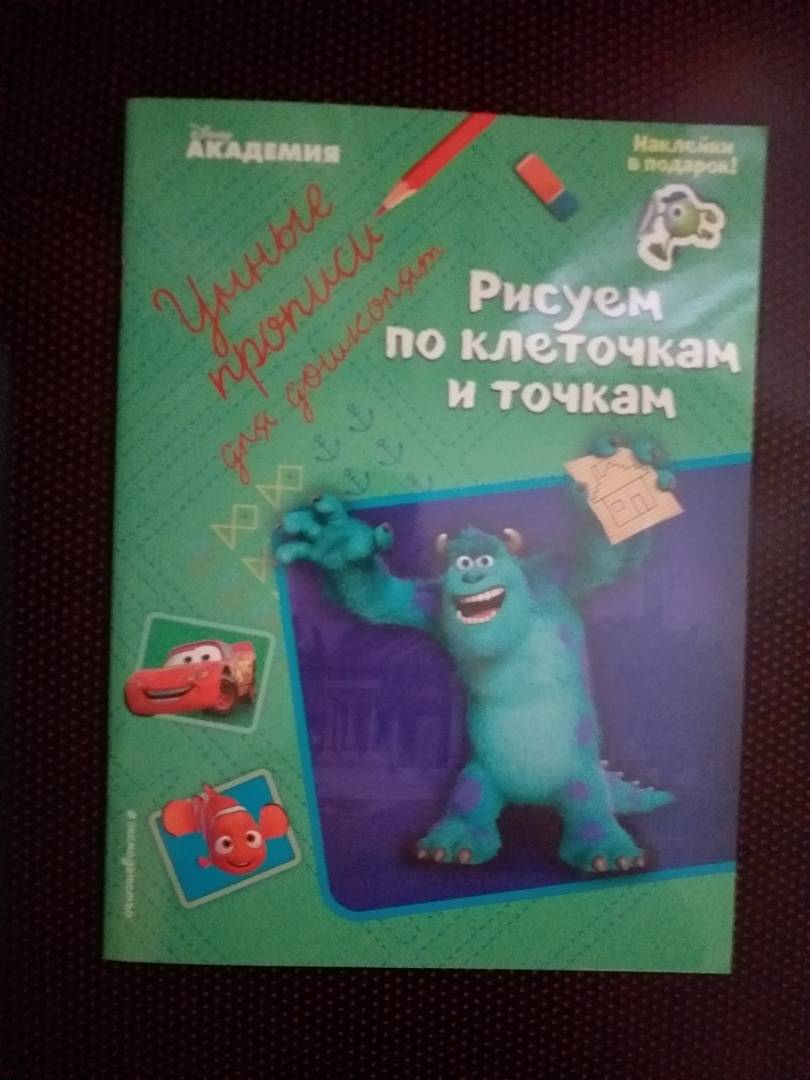 Disney
АКАДЕМИЯ
Наклейки
в подарок!
Умные
прописи
для дошколят
Рисуем
по клеточкам
и точкам
#эксмодетство